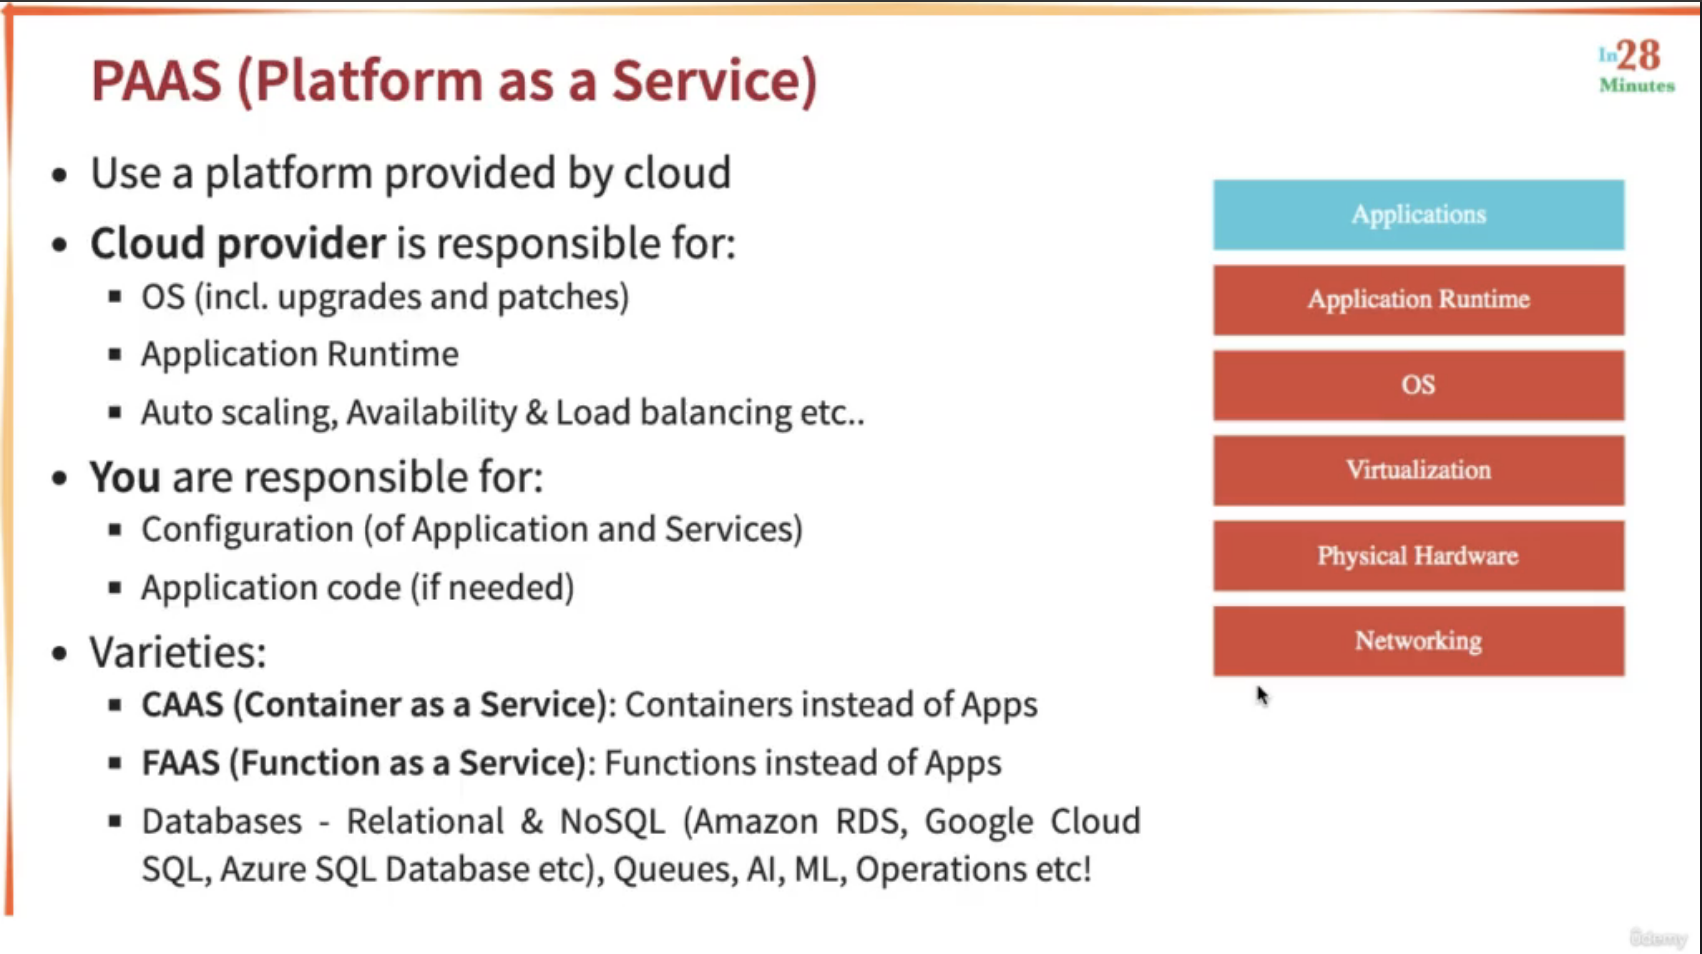 PAAS (Platform as a Service)
In28
Minutes
• Use a platform provided by cloud
• Cloud provider is responsible for:
▪ OS (incl. upgrades and patches)
▪ Application Runtime
▪ Auto scaling, Availability & Load balancing etc..
• You are responsible for:
▪ Configuration (of Application and Services)
▪ Application code (if needed)
• Varieties:
▪ CAAS (Container as a Service): Containers instead of Apps
▪ FAAS (Function as a Service): Functions instead of Apps
▪ Databases - Relational & NoSQL (Amazon RDS, Google Cloud
SQL, Azure SQL Database etc), Queues, AI, ML, Operations etc!
Applications
Application Runtime
OS
Virtualization
Physical Hardware
Networking
ûdemy